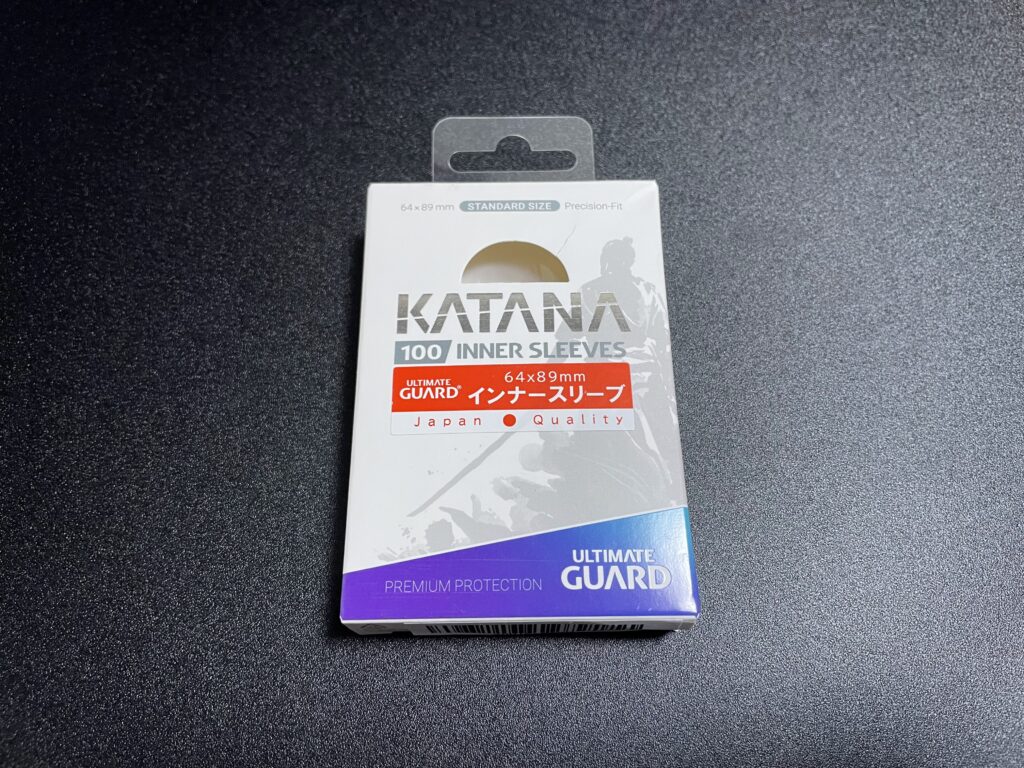 64×89 mm STANDARD SIZE Precision-Fit
KATANA
100 INNER SLEEVES
ULTIMATE GUARD® 64x89mm インナースリーブ
Japan Quality
PREMIUM PROTECTION
ULTIMATE
GUARD